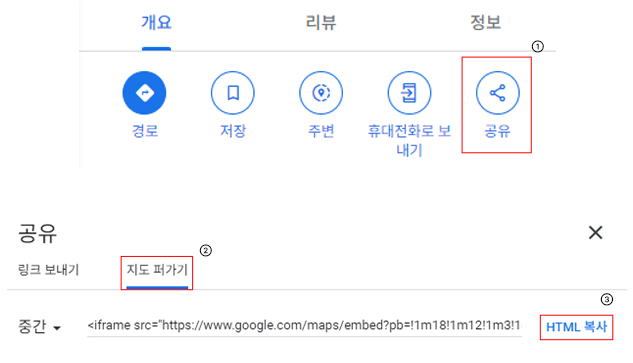 개요 리뷰 정보
①
경로 저장 주변 휴대전화로 보 공유
내기
공유
②
링크 보내기 지도 퍼가기
③
중간 <iframe src="https://www.google.com/maps/embed?pb=!1m18!1m12!1m3!1 HTML 복사